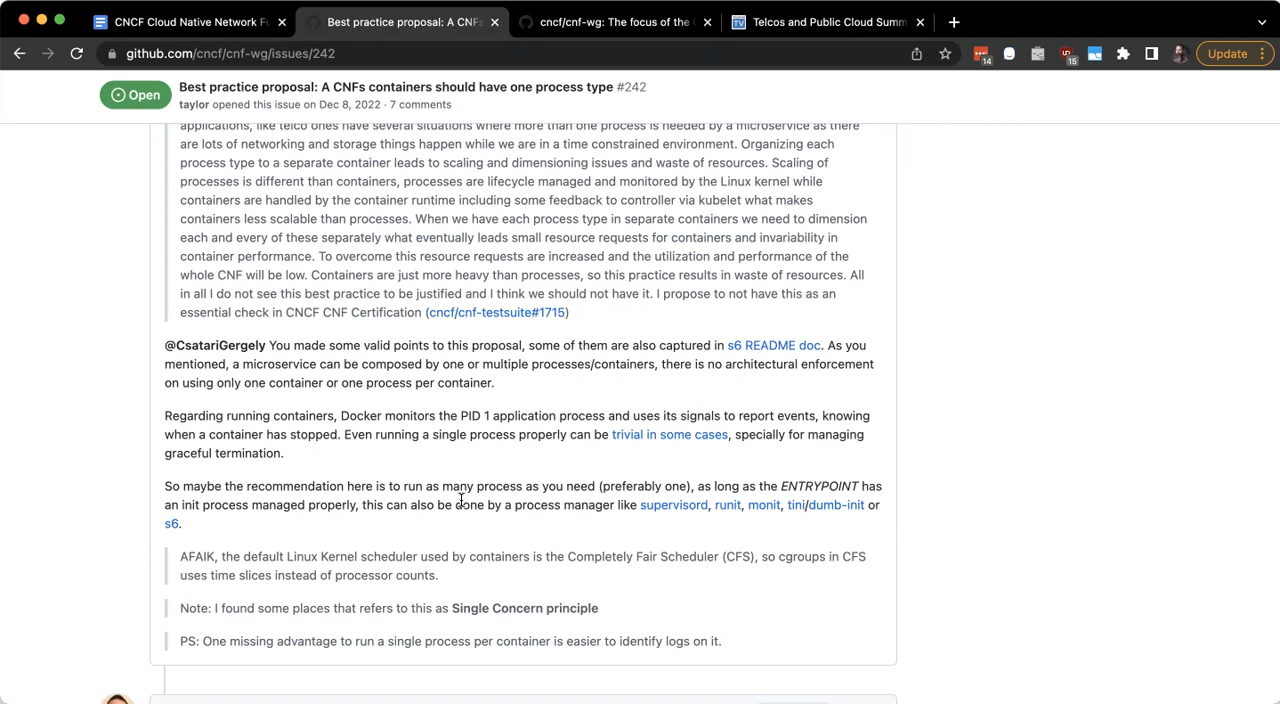 CNCF Cloud Native Network F
Best practice proposal: A CNFs
cncf/cnf-wg: The focus of the
Telcos and Public Cloud Summ
github.com/cncf/cnf-wg/issues/242
14
15
Update
Open
Best practice proposal: A CNFs containers should have one process type #242
taylor opened this issue on Dec 8, 2022 · 7 comments
applications, like telco ones have several situations where more than one process is needed by a microservice as there
are lots of networking and storage things happen while we are in a time constrained environment. Organizing each
process type to a separate container leads to scaling and dimensioning issues and waste of resources. Scaling of
processes is different than containers, processes are lifecycle managed and monitored by the Linux kernel while
containers are handled by the container runtime including some feedback to controller via kubelet what makes
containers less scalable than processes. When we have each process type in separate containers we need to dimension
each and every of these separately what eventually leads small resource requests for containers and invariability in
container performance. To overcome this resource requests are increased and the utilization and performance of the
whole CNF will be low. Containers are just more heavy than processes, so this practice results in waste of resources. All
in all I do not see this best practice to be justified and I think we should not have it. I propose to not have this as an
essential check in CNCF CNF Certification (cncf/cnf-testsuite#1715)
@CsatariGergely You made some valid points to this proposal, some of them are also captured in s6 README doc. As you
mentioned, a microservice can be composed by one or multiple processes/containers, there is no architectural enforcement
on using only one container or one process per container.
Regarding running containers, Docker monitors the PID 1 application process and uses its signals to report events, knowing
when a container has stopped. Even running a single process properly can be trivial in some cases, specially for managing
graceful termination.
So maybe the recommendation here is to run as many process as you need (preferably one), as long as the ENTRYPOINT has
an init process managed properly, this can also be done by a process manager like supervisord, runit, monit, tini/dumb-init or
s6.
AFAIK, the default Linux Kernel scheduler used by containers is the Completely Fair Scheduler (CFS), so cgroups in CFS
uses time slices instead of processor counts.
Note: I found some places that refers to this as Single Concern principle
PS: One missing advantage to run a single process per container is easier to identify logs on it.